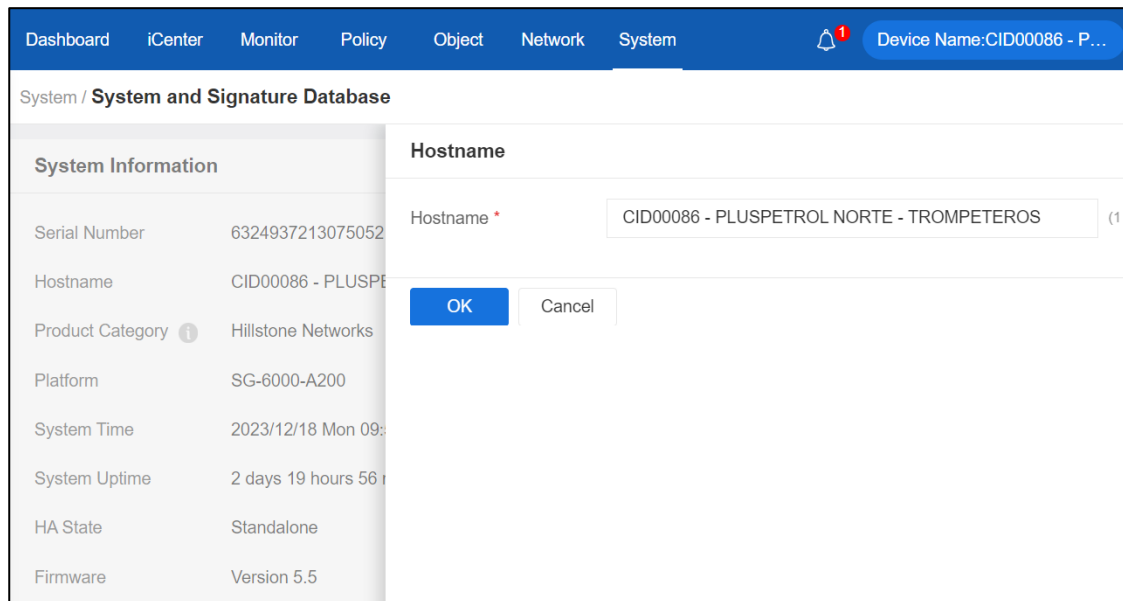 Dashboard iCenter Monitor Policy Object Network System 1 Device Name:CID00086 - P...
System / System and Signature Database
System Information
Serial Number 6324937213075052
Hostname CID00086 - PLUSPE
Product Category Hillstone Networks
Platform SG-6000-A200
System Time 2023/12/18 Mon 09:
System Uptime 2 days 19 hours 56
HA State Standalone
Firmware Version 5.5
Hostname
Hostname * CID00086 - PLUSPETROL NORTE - TROMPETEROS (1
OK Cancel